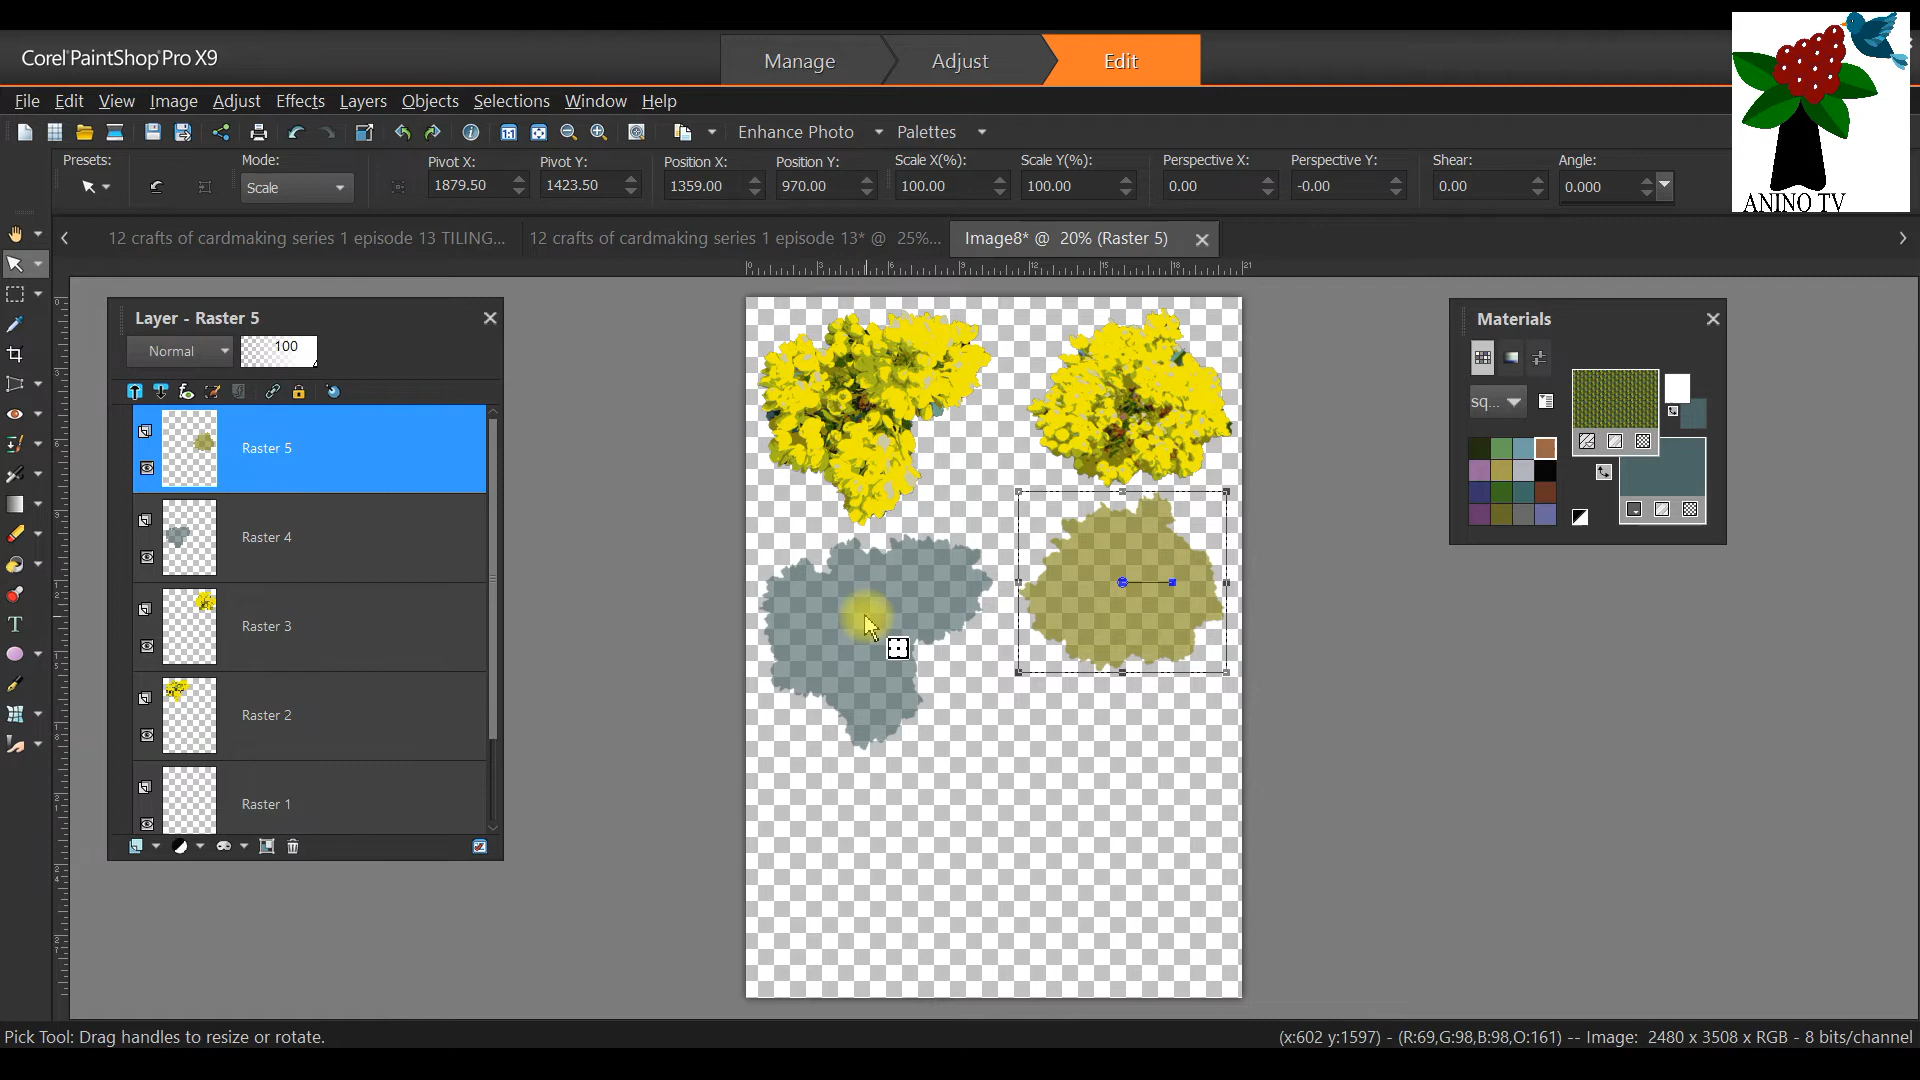 Corel PaintShop Pro X9
Manage
Adjust
Edit
File Edit View Image Adjust Effects Layers Objects Selections Window Help
Enhance Photo
Palettes
Presets:
Mode:
Scale
Pivot X:
1879.50
Pivot Y:
1423.50
Position X:
1359.00
Position Y:
970.00
Scale X(%):
100.00
Scale Y(%):
100.00
Perspective X:
0.00
Perspective Y:
-0.00
Shear:
0.00
Angle:
0.000
ANINO TV
12 crafts of cardmaking series 1 episode 13 TILING...
12 crafts of cardmaking series 1 episode 13* @ 25%...
Image8* @ 20% (Raster 5)
Layer - Raster 5
Normal
100
Raster 5
Raster 4
Raster 3
Raster 2
Raster 1
Materials
sq...
Pick Tool: Drag handles to resize or rotate.
(x:602 y:1597) - (R:69,G:98,B:98,O:161) -- Image: 2480 x 3508 x RGB - 8 bits/channel